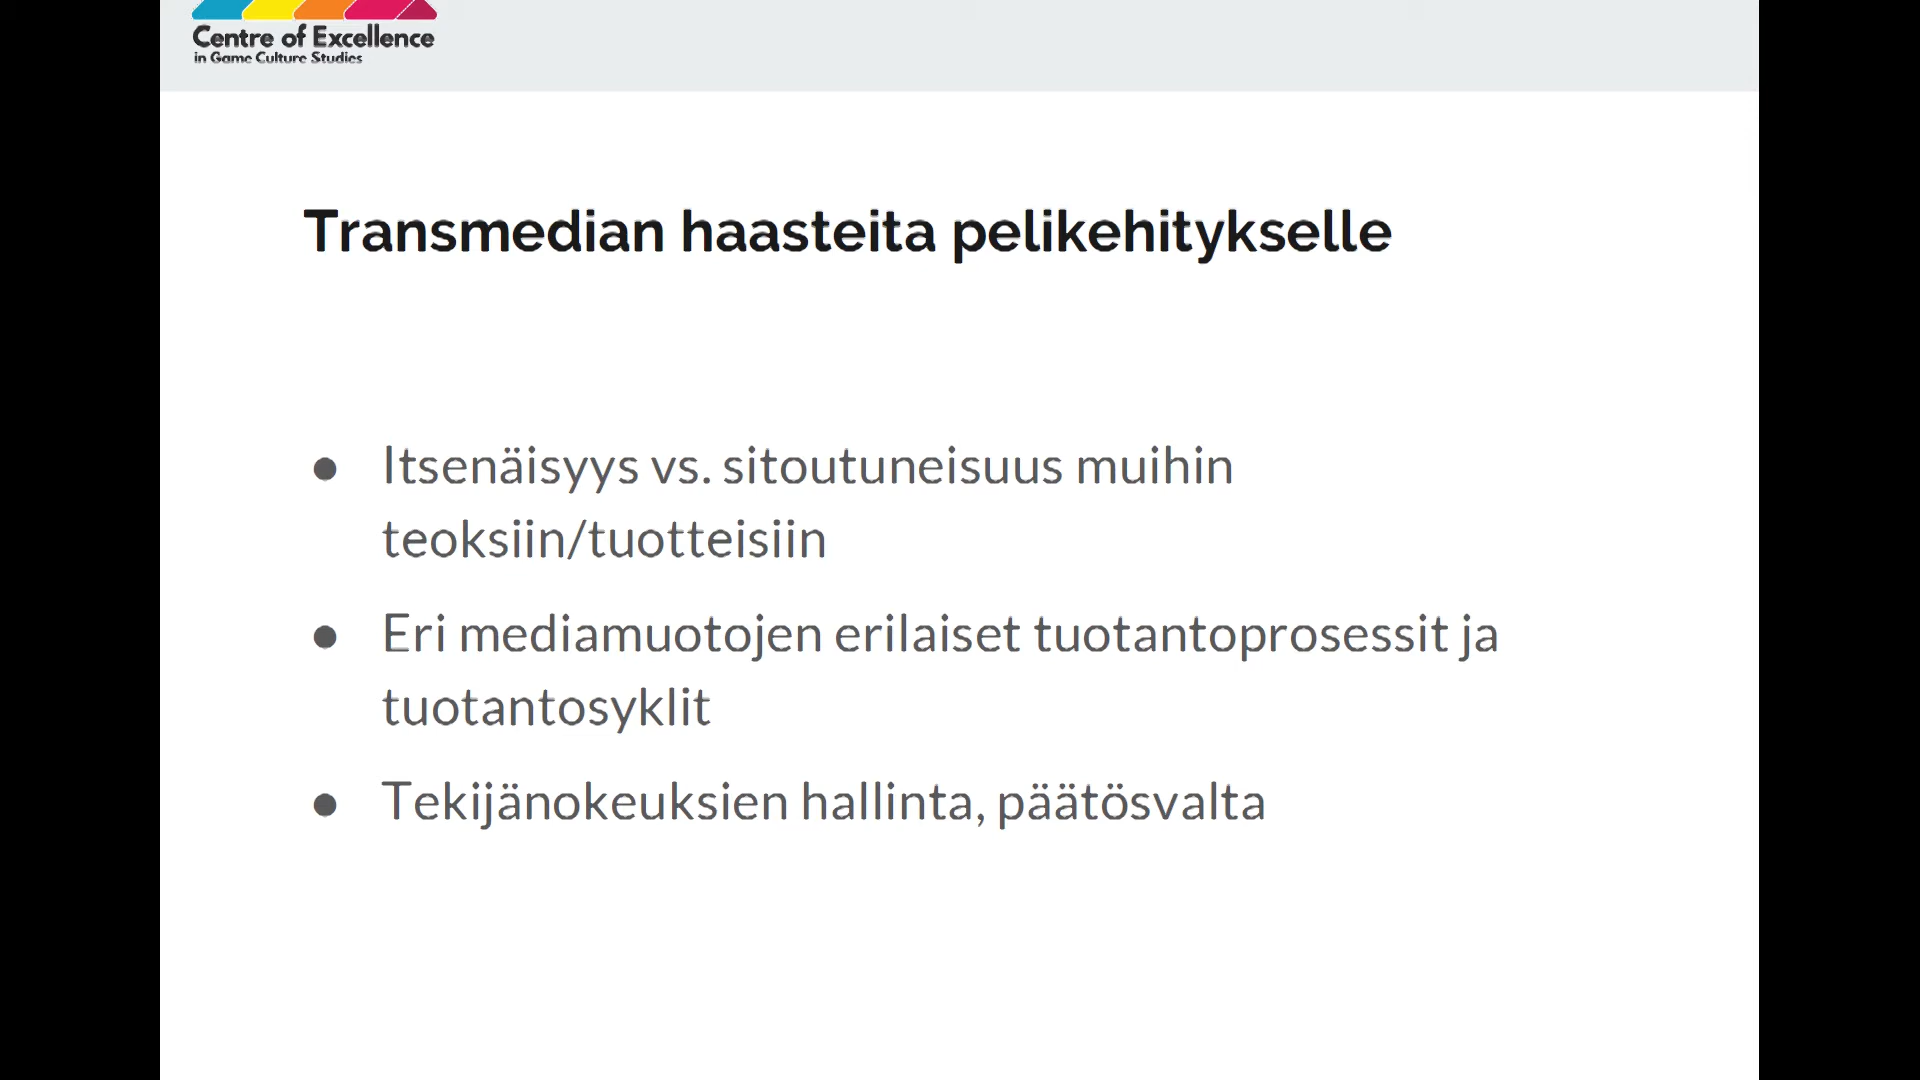 Centre of Excellence
in Game Culture Studies
Transmedian haasteita pelikehitykselle
● Itsenäisyys vs. sitoutuneisuus muihin
teoksiin/tuotteisiin
● Eri mediamuotojen erilaiset tuotantoprosessit ja
tuotantosyklit
● Tekijänokeuksien hallinta, päätösvalta